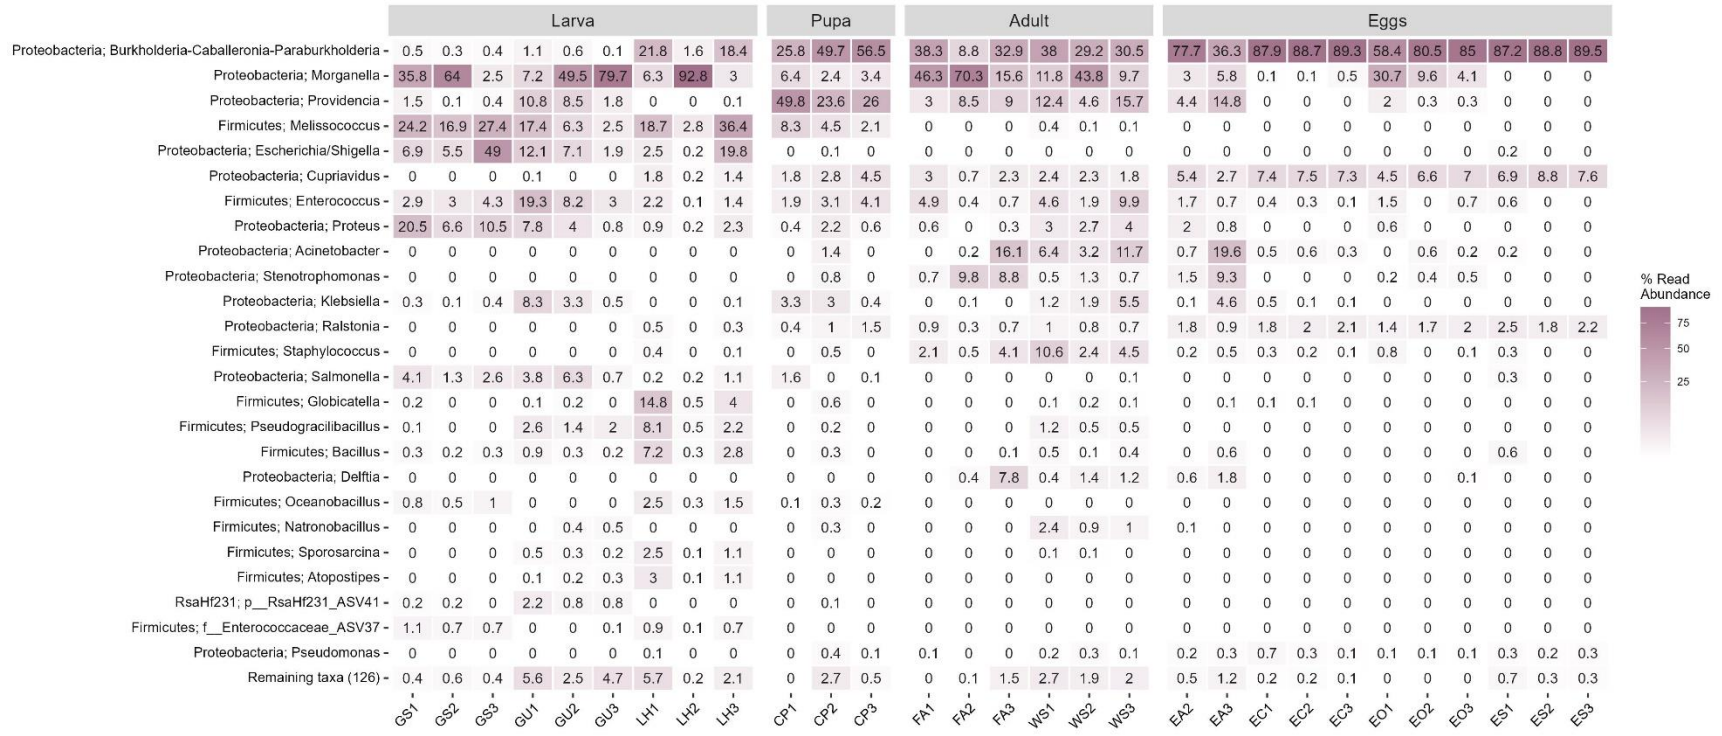 Larva Pupa Adult Eggs
Proteobacteria; Burkholderia-Caballeronia-Paraburkholderia 0.5 0.3 0.4 1.1 0.6 0.1 21.8 1.6 18.4 25.8 49.7 56.5 38.3 8.8 32.9 38 29.2 30.5 77.7 36.3 87.9 88.7 89.3 58.4 80.5 85 87.2 88.8 89.5
Proteobacteria; Morganella 35.8 64 2.5 7.2 49.5 79.7 6.3 92.8 3 6.4 2.4 3.4 46.3 70.3 15.6 11.8 43.8 9.7 3 5.8 0.1 0.1 0.5 30.7 9.6 4.1 0 0 0
Proteobacteria; Providencia 1.5 0.1 0.4 10.8 8.5 1.8 0 0 0.1 49.8 23.6 26 3 8.5 9 12.4 4.6 15.7 4.4 14.8 0 0 0 2 0.3 0.3 0 0 0
Firmicutes; Melissococcus 24.2 16.9 27.4 17.4 6.3 2.5 18.7 2.8 36.4 8.3 4.5 2.1 0 0 0 0.4 0.1 0.1 0 0 0 0 0 0 0 0 0 0 0
Proteobacteria; Escherichia/Shigella 6.9 5.5 49 12.1 7.1 1.9 2.5 0.2 19.8 0 0.1 0 0 0 0 0 0 0 0 0 0 0 0 0 0 0 0.2 0 0
Proteobacteria; Cupriavidus 0 0 0 0.1 0 0 1.8 0.2 1.4 1.8 2.8 4.5 3 0.7 2.3 2.4 2.3 1.8 5.4 2.7 7.4 7.5 7.3 4.5 6.6 7 6.9 8.8 7.6
Firmicutes; Enterococcus 2.9 3 4.3 19.3 8.2 3 2.2 0.1 1.4 1.9 3.1 4.1 4.9 0.4 0.7 4.6 1.9 9.9 1.7 0.7 0.4 0.3 0.1 1.5 0 0.7 0.6 0 0
Proteobacteria; Proteus 20.5 6.6 10.5 7.8 4 0.8 0.9 0.2 2.3 0.4 2.2 0.6 0.6 0 0.3 3 2.7 4 2 0.8 0 0 0 0.6 0 0 0 0 0
Proteobacteria; Acinetobacter 0 0 0 0 0 0 0 0 0 0 1.4 0 0 0.2 16.1 6.4 3.2 11.7 0.7 19.6 0.5 0.6 0.3 0 0.6 0.2 0.2 0 0
Proteobacteria; Stenotrophomonas 0 0 0 0 0 0 0 0 0 0 0.8 0 0.7 9.8 8.8 0.5 1.3 0.7 1.5 9.3 0 0 0 0.2 0.4 0.5 0 0 0
Proteobacteria; Klebsiella 0.3 0.1 0.4 8.3 3.3 0.5 0 0 0.1 3.3 3 0.4 0 0.1 0 1.2 1.9 5.5 0.1 4.6 0.5 0.1 0.1 0 0 0 0 0 0
Proteobacteria; Ralstonia 0 0 0 0 0 0 0.5 0 0.3 0.4 1 1.5 0.9 0.3 0.7 1 0.8 0.7 1.8 0.9 1.8 2 2.1 1.4 1.7 2 2.5 1.8 2.2
Firmicutes; Staphylococcus 0 0 0 0 0 0 0.4 0 0.1 0 0.5 0 2.1 0.5 4.1 10.6 2.4 4.5 0.2 0.5 0.3 0.2 0.1 0.8 0 0.1 0.3 0 0
Proteobacteria; Salmonella 4.1 1.3 2.6 3.8 6.3 0.7 0.2 0.2 1.1 1.6 0 0.1 0 0 0 0 0 0.1 0 0 0 0 0 0 0 0 0.3 0 0
Firmicutes; Globicatella 0.2 0 0 0.1 0.2 0 14.8 0.5 4 0 0.6 0 0 0 0 0.1 0.2 0.1 0 0.1 0.1 0.1 0 0 0 0 0 0 0
Firmicutes; Pseudogracilibacillus 0.1 0 0 2.6 1.4 2 8.1 0.5 2.2 0 0.2 0 0 0 0 1.2 0.5 0.5 0 0 0 0 0 0 0 0 0 0 0
Firmicutes; Bacillus 0.3 0.2 0.3 0.9 0.3 0.2 7.2 0.3 2.8 0 0.3 0 0 0 0.1 0.5 0.1 0.4 0 0.6 0 0 0 0 0 0 0.6 0 0
Proteobacteria; Delftia 0 0 0 0 0 0 0 0 0 0 0 0 0 0.4 7.8 0.4 1.4 1.2 0.6 1.8 0 0 0 0 0 0.1 0 0 0
Firmicutes; Oceanobacillus 0.8 0.5 1 0 0 0 2.5 0.3 1.5 0.1 0.3 0.2 0 0 0 0 0 0 0 0 0 0 0 0 0 0 0 0 0
Firmicutes; Natronobacillus 0 0 0 0 0.4 0.5 0 0 0 0 0.3 0 0 0 0 2.4 0.9 1 0.1 0 0 0 0 0 0 0 0 0 0
Firmicutes; Sporosarcina 0 0 0 0.5 0.3 0.2 2.5 0.1 1.1 0 0 0 0 0 0 0.1 0.1 0 0 0 0 0 0 0 0 0 0 0 0
Firmicutes; Atopostipes 0 0 0 0.1 0.2 0.3 3 0.1 1.1 0 0 0 0 0 0 0 0 0 0 0 0 0 0 0 0 0 0 0 0
RsaHf231; p__RsaHf231_ASV41 0.2 0.2 0 2.2 0.8 0.8 0 0 0 0 0.1 0 0 0 0 0 0 0 0 0 0 0 0 0 0 0 0 0 0
Firmicutes; f__Enterococcaceae_ASV37 1.1 0.7 0.7 0 0 0.1 0.9 0.1 0.7 0 0 0 0 0 0 0 0 0 0 0 0 0 0 0 0 0 0 0 0
Proteobacteria; Pseudomonas 0 0 0 0 0 0 0.1 0 0 0 0.4 0.1 0.1 0 0 0.2 0.3 0.1 0.2 0.3 0.7 0.3 0.1 0.1 0.1 0.1 0.3 0.2 0.3
Remaining taxa (126) 0.4 0.6 0.4 5.6 2.5 4.7 5.7 0.2 2.1 0 2.7 0.5 0 0.1 1.5 2.7 1.9 2 0.5 1.2 0.2 0.2 0.1 0 0 0 0.7 0.3 0.3
GS1 GS2 GS3 GU1 GU2 GU3 LH1 LH2 LH3 CP1 CP2 CP3 FA1 FA2 FA3 WS1 WS2 WS3 EA2 EA3 EC1 EC2 EC3 EO1 EO2 EO3 ES1 ES2 ES3
% Read
Abundance
75
50
25